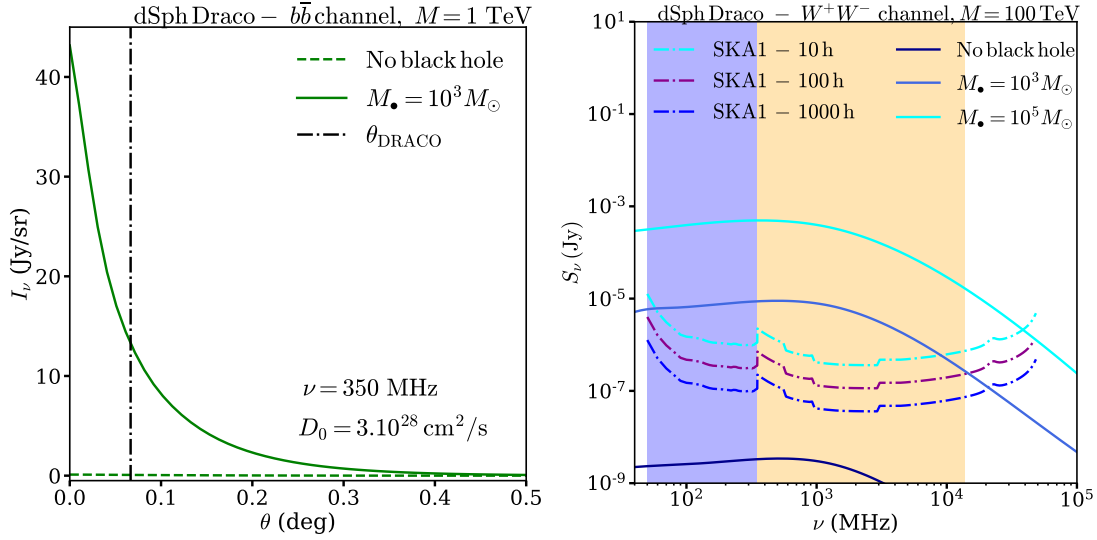 dSph Draco − bb̅ channel, M = 1 TeV
No black hole
M● = 10³ M⊙
θDRACO
ν = 350 MHz
D₀ = 3.10²⁸ cm²/s
I_ν (Jy/sr)
40
30
20
10
0
0.0 0.1 0.2 0.3 0.4 0.5
θ (deg)
dSph Draco − W⁺W⁻ channel, M = 100 TeV
SKA1 − 10 h
SKA1 − 100 h
SKA1 − 1000 h
No black hole
M● = 10³ M⊙
M● = 10⁵ M⊙
S_ν (Jy)
10¹
10⁻¹
10⁻³
10⁻⁵
10⁻⁷
10⁻⁹
10² 10³ 10⁴ 10⁵
ν (MHz)